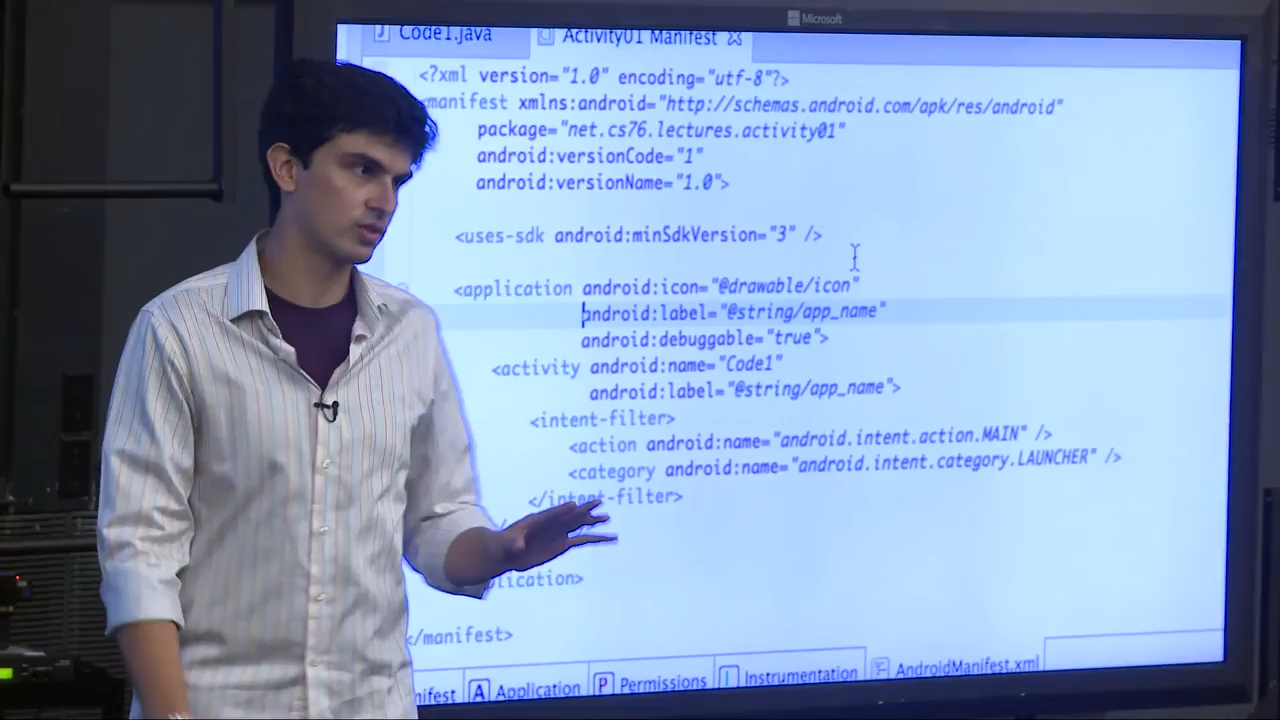 Microsoft
Code1.java
Activity01 Manifest
<?xml version="1.0" encoding="utf-8"?>
<manifest xmlns:android="http://schemas.android.com/apk/res/android"
package="net.cs76.lectures.activity01"
android:versionCode="1"
android:versionName="1.0">
<uses-sdk android:minSdkVersion="3" />
<application android:icon="@drawable/icon"
android:label="@string/app_name"
android:debuggable="true">
<activity android:name="Code1"
android:label="@string/app_name">
<intent-filter>
<action android:name="android.intent.action.MAIN" />
<category android:name="android.intent.category.LAUNCHER" />
</intent-filter>
plication>
</manifest>
nifest
A Application
P Permissions
I Instrumentation
AndroidManifest.xml